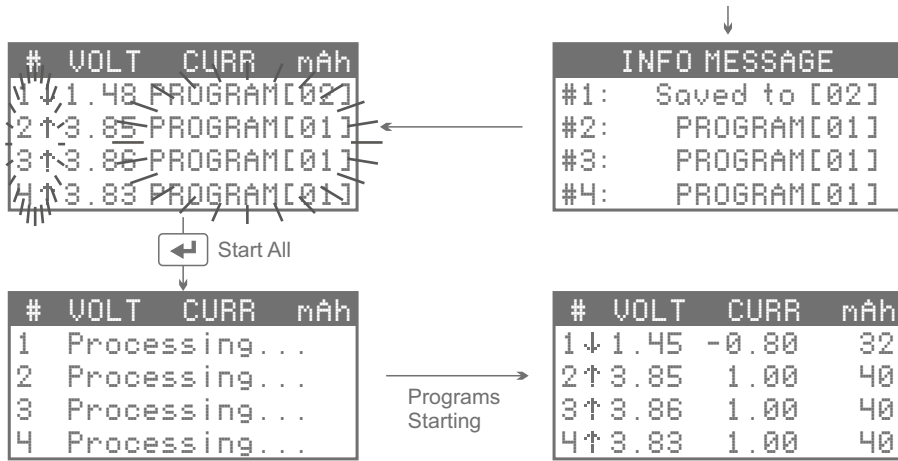 # VOLT CURR mAh
1↓1.48 PROGRAM[02]
2↑3.85 PROGRAM[01]
3↑3.86 PROGRAM[01]
4↑3.83 PROGRAM[01]
INFO MESSAGE
#1: Saved to [02]
#2: PROGRAM[01]
#3: PROGRAM[01]
#4: PROGRAM[01]
Start All
# VOLT CURR mAh
1 Processing...
2 Processing...
3 Processing...
4 Processing...
Programs
Starting
# VOLT CURR mAh
1↓1.45 -0.80 32
2↑3.85 1.00 40
3↑3.86 1.00 40
4↑3.83 1.00 40